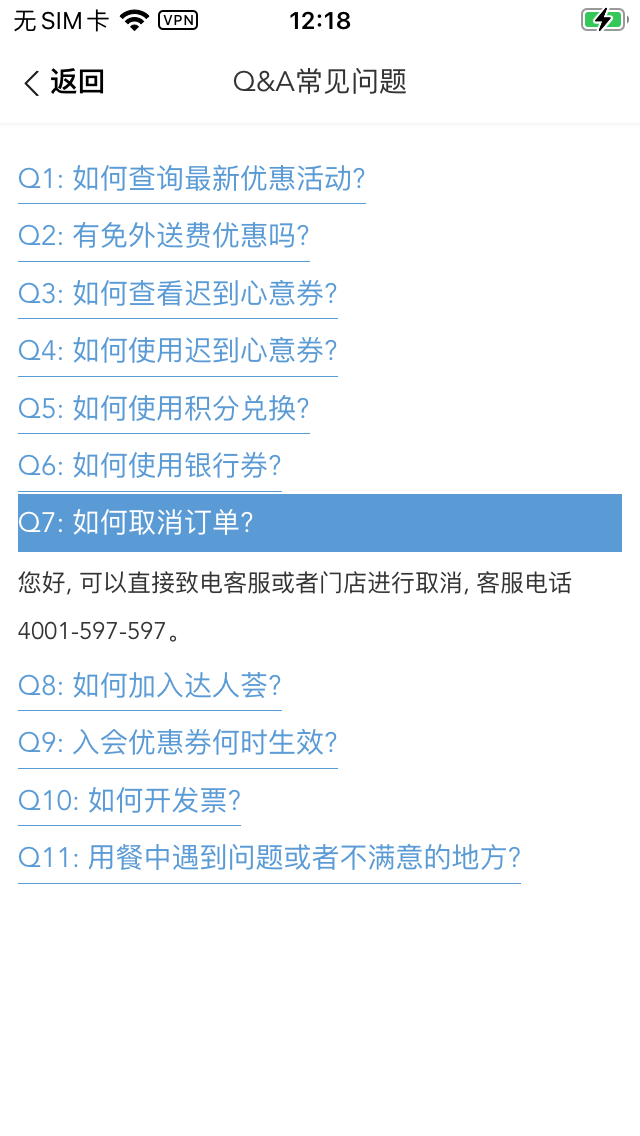 无SIM卡 VPN 12:18
返回 Q&A常见问题
Q1: 如何查询最新优惠活动?
Q2: 有免外送费优惠吗?
Q3: 如何查看迟到心意券?
Q4: 如何使用迟到心意券?
Q5: 如何使用积分兑换?
Q6: 如何使用银行券?
Q7: 如何取消订单?
您好, 可以直接致电客服或者门店进行取消, 客服电话
4001-597-597。
Q8: 如何加入达人荟?
Q9: 入会优惠券何时生效?
Q10: 如何开发票?
Q11: 用餐中遇到问题或者不满意的地方?